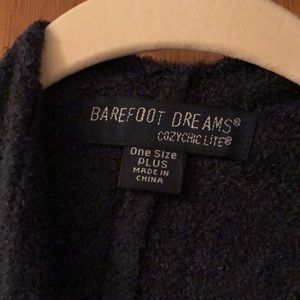 BAREFOOT DREAMS®
COZYCHIC LITE®
One Size
PLUS
MADE IN
CHINA